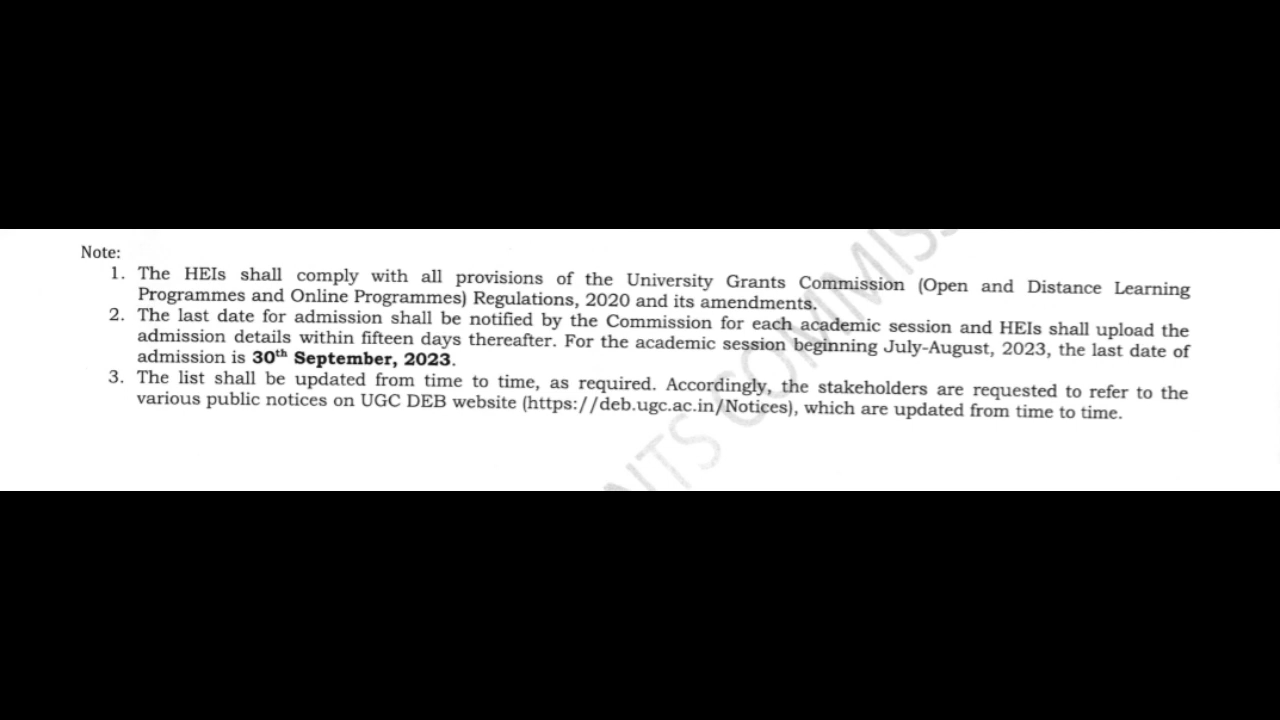 Note:
1. The HEIs shall comply with all provisions of the University Grants Commission (Open and Distance Learning
Programmes and Online Programmes) Regulations, 2020 and its amendments.
2. The last date for admission shall be notified by the Commission for each academic session and HEIs shall upload the
admission details within fifteen days thereafter. For the academic session beginning July-August, 2023, the last date of
admission is 30th September, 2023.
3. The list shall be updated from time to time, as required. Accordingly, the stakeholders are requested to refer to the
various public notices on UGC DEB website (https://deb.ugc.ac.in/Notices), which are updated from time to time.
NTS COMMISS